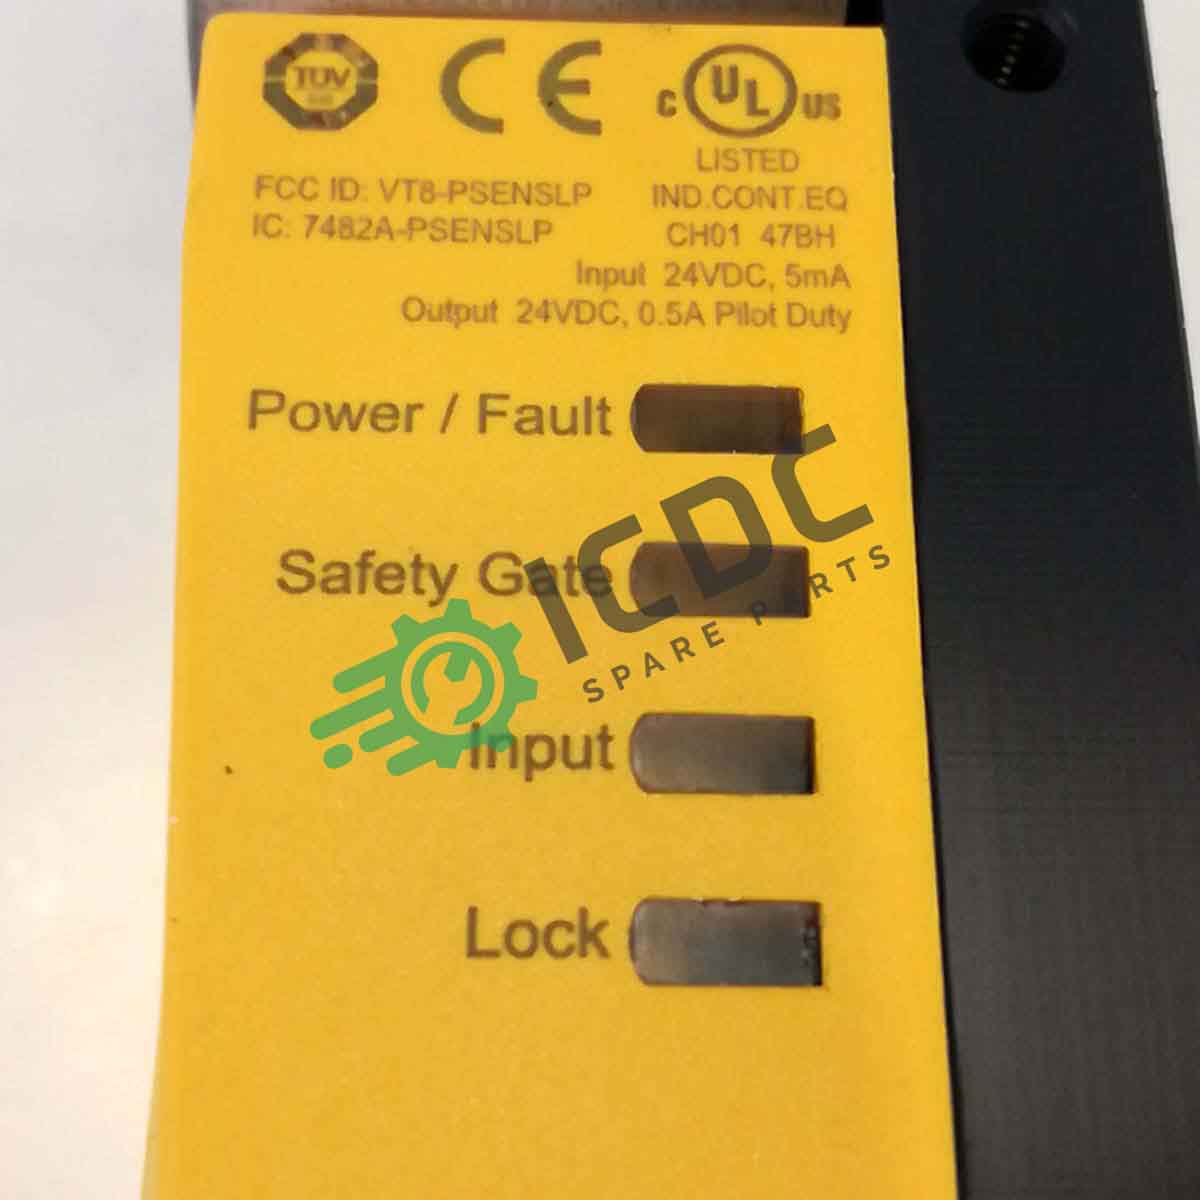 TÜV
CE
C UL US
LISTED
FCC ID: VT8-PSENSLP
IND.CONT.EQ
IC: 7482A-PSENSLP
CH01 47BH
Input 24VDC, 5mA
Output 24VDC, 0.5A Pilot Duty
Power / Fault
Safety Gate
ICDC
SPARE PARTS
Input
Lock